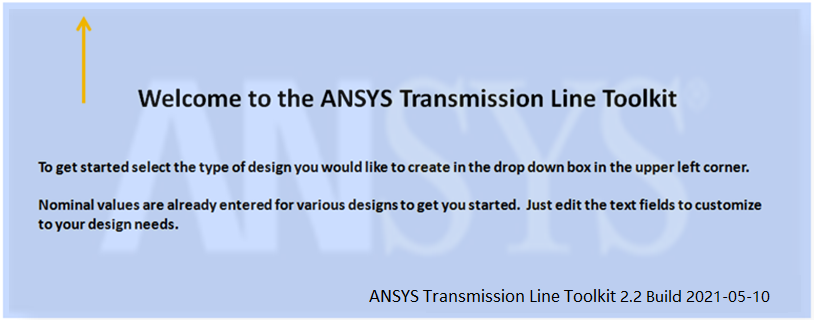 ANSYS®
Welcome to the ANSYS Transmission Line Toolkit
To get started select the type of design you would like to create in the drop down box in the upper left corner.
Nominal values are already entered for various designs to get you started.  Just edit the text fields to customize
to your design needs.
ANSYS Transmission Line Toolkit 2.2 Build 2021-05-10